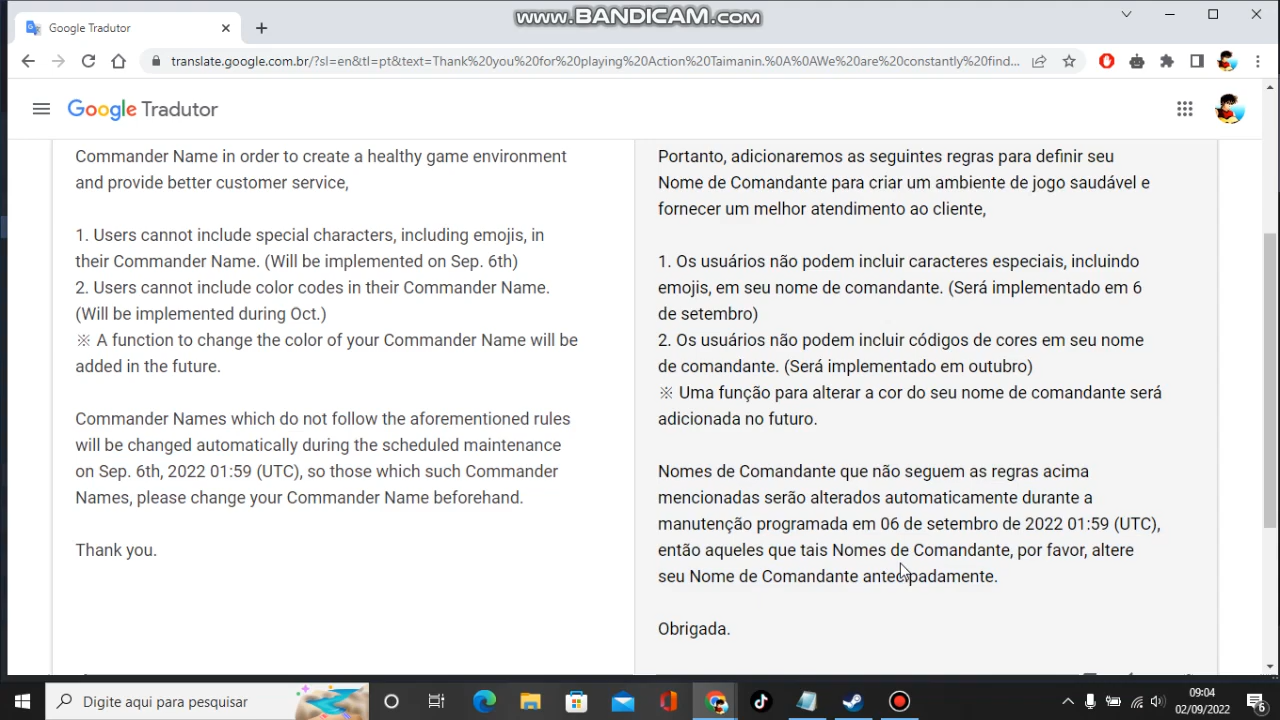 www.BANDICAM.com
Google Tradutor
translate.google.com.br/?sl=en&tl=pt&text=Thank%20you%20for%20playing%20Action%20Taimanin.%0A%0AWe%20are%20constantly%20find...
Google Tradutor
Commander Name in order to create a healthy game environment
and provide better customer service,
1. Users cannot include special characters, including emojis, in
their Commander Name. (Will be implemented on Sep. 6th)
2. Users cannot include color codes in their Commander Name.
(Will be implemented during Oct.)
※ A function to change the color of your Commander Name will be
added in the future.
Commander Names which do not follow the aforementioned rules
will be changed automatically during the scheduled maintenance
on Sep. 6th, 2022 01:59 (UTC), so those which such Commander
Names, please change your Commander Name beforehand.
Thank you.
Portanto, adicionaremos as seguintes regras para definir seu
Nome de Comandante para criar um ambiente de jogo saudável e
fornecer um melhor atendimento ao cliente,
1. Os usuários não podem incluir caracteres especiais, incluindo
emojis, em seu nome de comandante. (Será implementado em 6
de setembro)
2. Os usuários não podem incluir códigos de cores em seu nome
de comandante. (Será implementado em outubro)
※ Uma função para alterar a cor do seu nome de comandante será
adicionada no futuro.
Nomes de Comandante que não seguem as regras acima
mencionadas serão alterados automaticamente durante a
manutenção programada em 06 de setembro de 2022 01:59 (UTC),
então aqueles que tais Nomes de Comandante, por favor, altere
seu Nome de Comandante antecipadamente.
Obrigada.
Digite aqui para pesquisar
09:04
02/09/2022
6